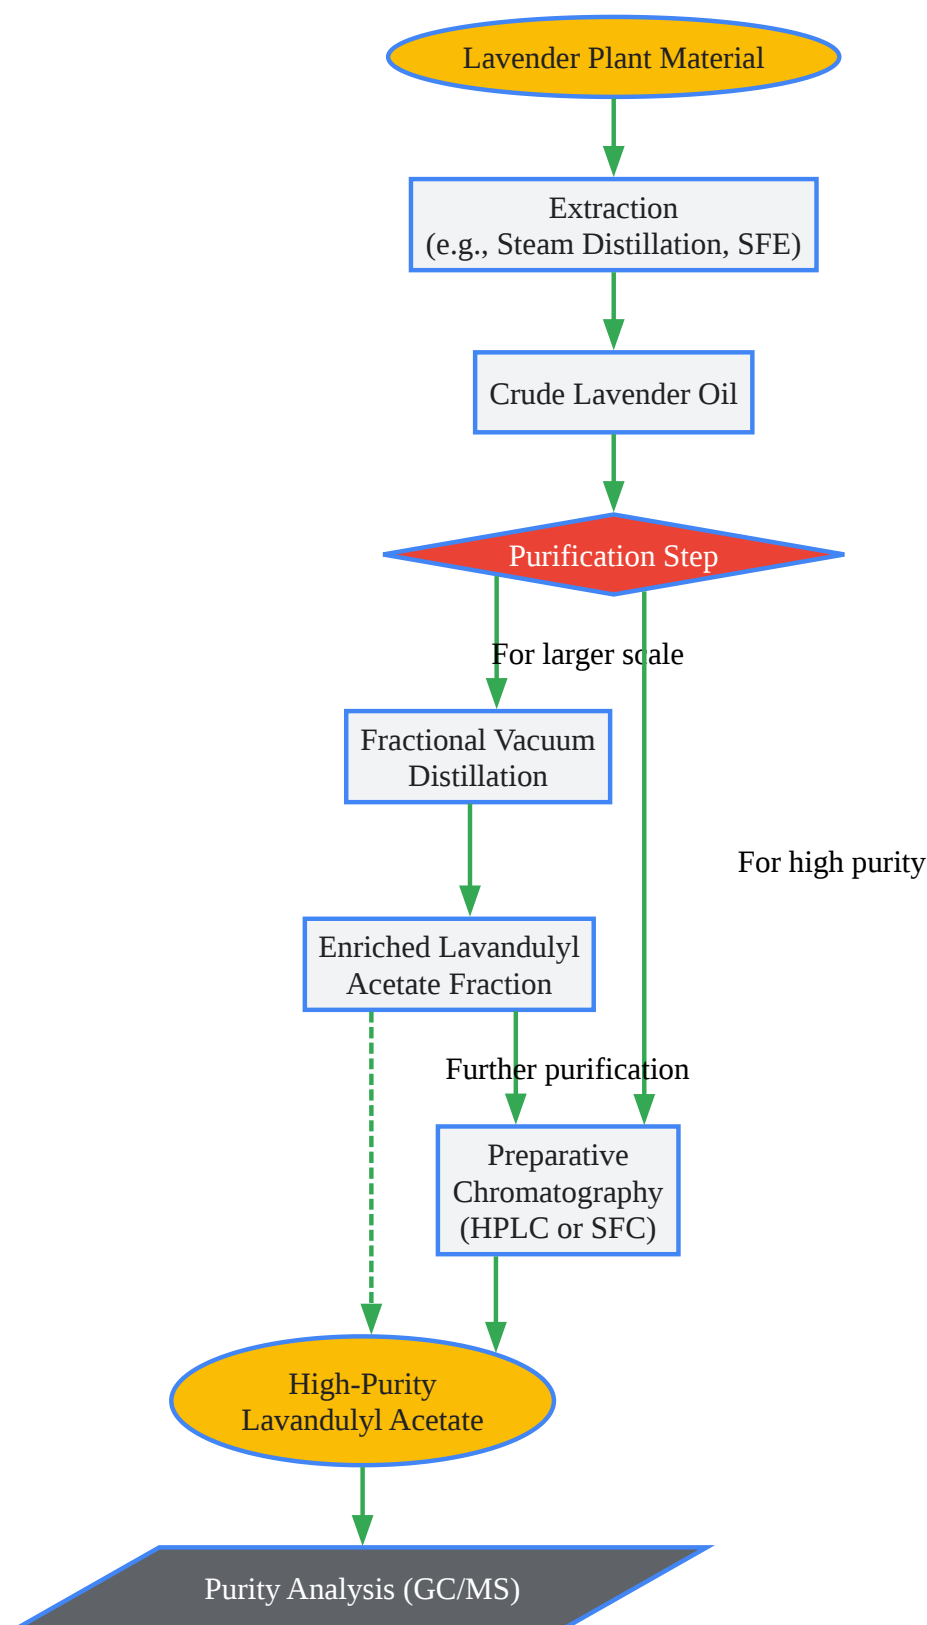 Lavender Plant Material
Extraction
(e.g., Steam Distillation, SFE)
Crude Lavender Oil
Purification Step
For larger scale
Fractional Vacuum
Distillation
For high purity
Enriched Lavandulyl
Acetate Fraction
Further purification
Preparative
Chromatography
(HPLC or SFC)
High-Purity
Lavandulyl Acetate
Purity Analysis (GC/MS)